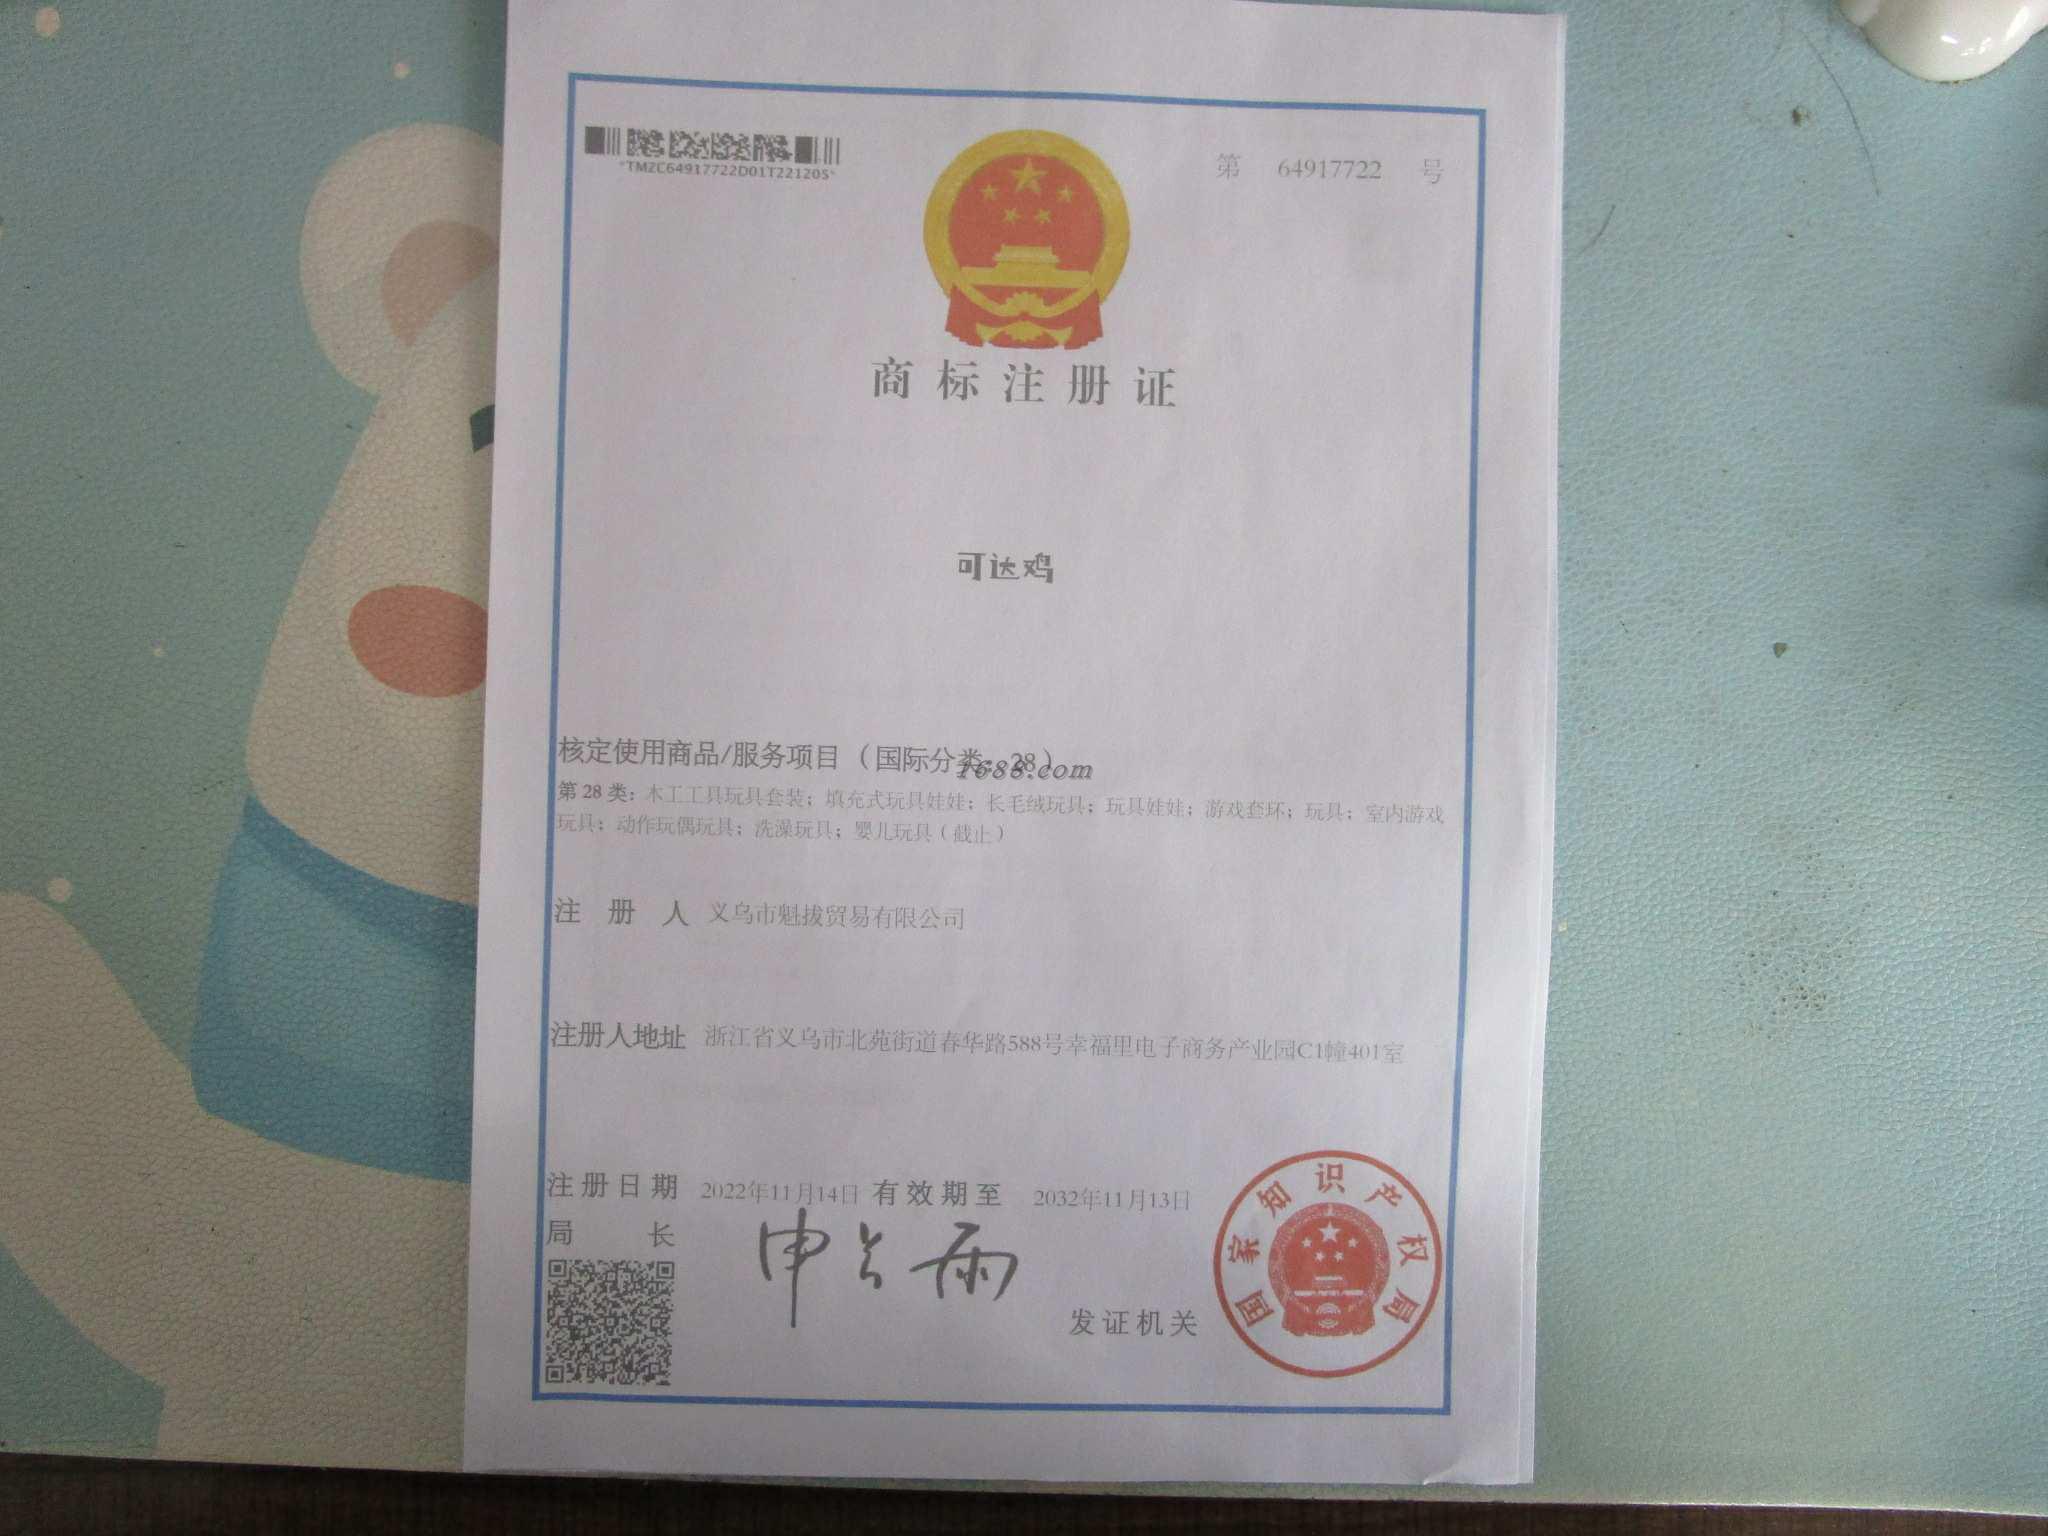 *TMZC64917722D01T221205*
第 64917722 号
商标注册证
可达鸡
核定使用商品/服务项目（国际分类：28）
1688.com
第 28 类：木工工具玩具套装；填充式玩具娃娃；长毛绒玩具；玩具娃娃；游戏套环；玩具；室内游戏
玩具；动作玩偶玩具；洗澡玩具；婴儿玩具（截止）
注 册 人 义乌市魁拔贸易有限公司
注册人地址 浙江省义乌市北苑街道春华路588号幸福里电子商务产业园C1幢401室
注册日期 2022年11月14日 有效期至 2032年11月13日
局 长 申长雨
发证机关
国家知识产权局